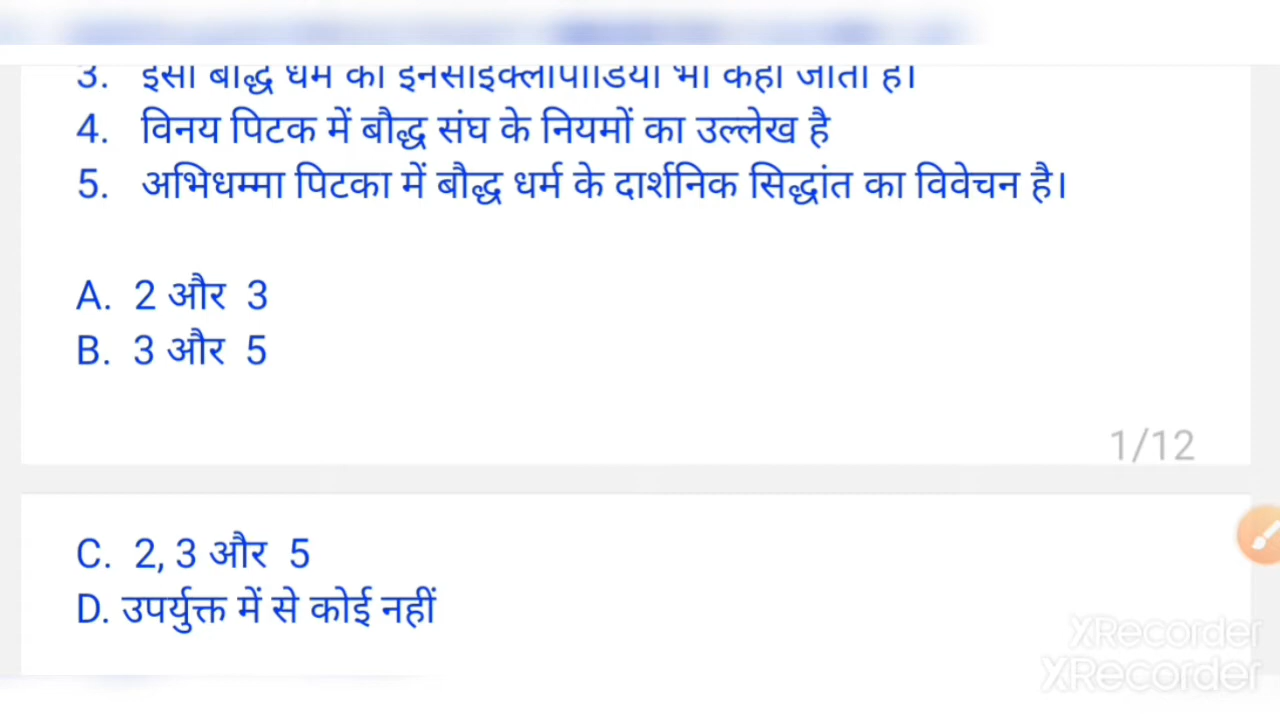 3. इसी बौद्ध धर्म का इनसाइक्लोपीडिया भी कहा जाता है।
4. विनय पिटक में बौद्ध संघ के नियमों का उल्लेख है
5. अभिधम्मा पिटका में बौद्ध धर्म के दार्शनिक सिद्धांत का विवेचन है।
A. 2 और 3
B. 3 और 5
1/12
C. 2, 3 और 5
D. उपर्युक्त में से कोई नहीं
XRecorder
XRecorder